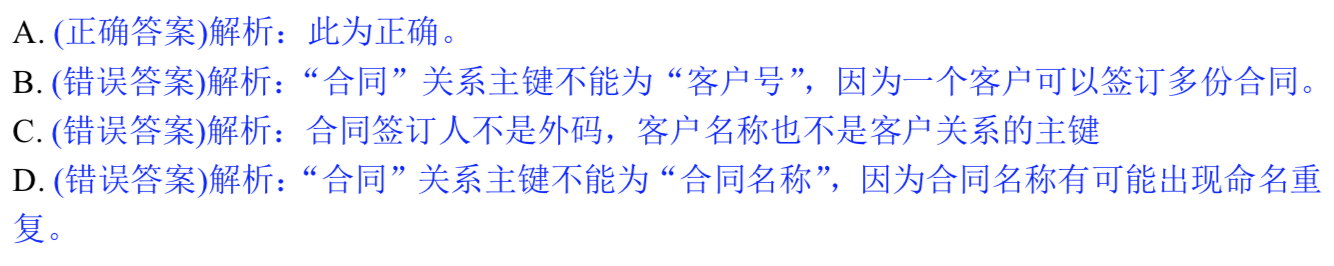 A. (正确答案)解析：此为正确。
B. (错误答案)解析：“合同”关系主键不能为“客户号”，因为一个客户可以签订多份合同。
C. (错误答案)解析：合同签订人不是外码，客户名称也不是客户关系的主键
D. (错误答案)解析：“合同”关系主键不能为“合同名称”，因为合同名称有可能出现命名重
复。